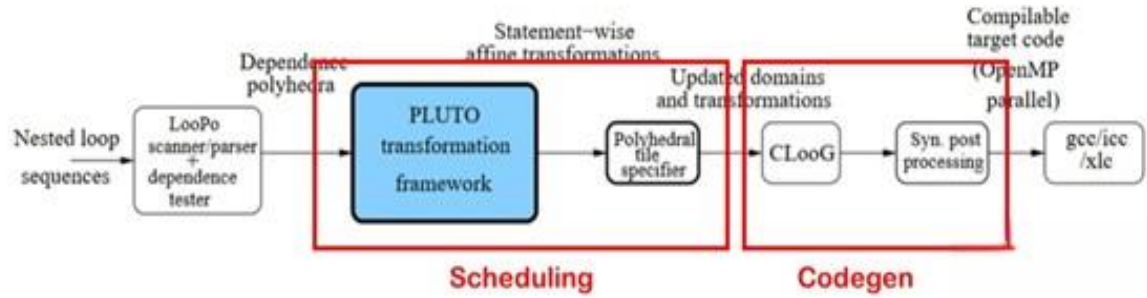 Nested loop
sequences
LooPo
scanner/parser
+
dependence
tester
Dependence
polyhedra
PLUTO
transformation
framework
Statement-wise
affine transformations
Polyhedral
tile
specifier
Updated domains
and transformations
CLooG
Syn. post
processing
Compilable
target code
(OpenMP
parallel)
gcc/icc
/xlc
Scheduling
Codegen